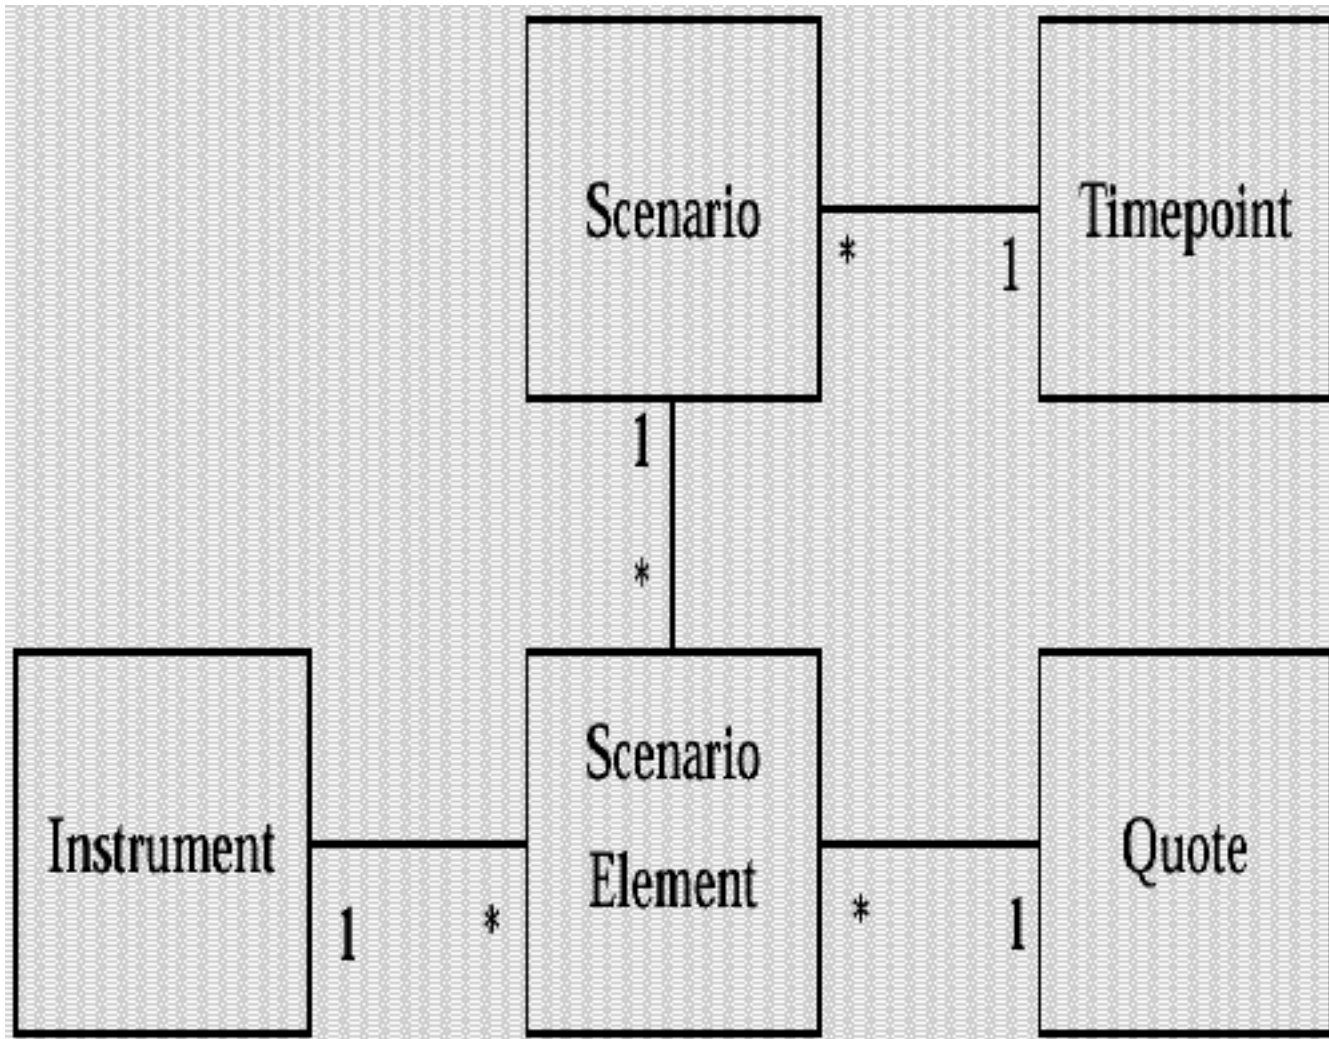 Scenario
Timepoint
*
1
1
*
Scenario
Element
Instrument
Quote
1
*
*
1